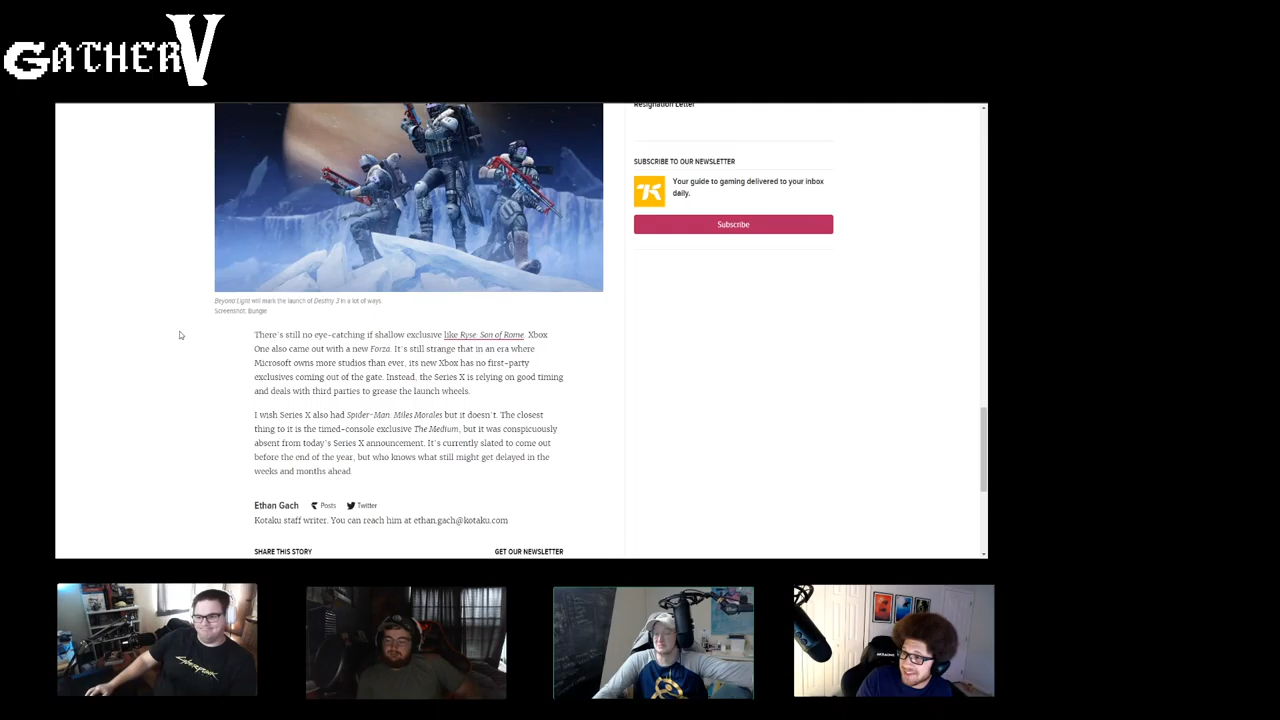 GATHER V
Resignation Letter
SUBSCRIBE TO OUR NEWSLETTER
Your guide to gaming delivered to your inbox
daily.
Subscribe
Beyond Light will mark the launch of Destiny 3 in a lot of ways.
Screenshot: Bungie
There's still no eye-catching if shallow exclusive like Ryse: Son of Rome. Xbox
One also came out with a new Forza. It's still strange that in an era where
Microsoft owns more studios than ever, its new Xbox has no first-party
exclusives coming out of the gate. Instead, the Series X is relying on good timing
and deals with third parties to grease the launch wheels.
I wish Series X also had Spider-Man: Miles Morales but it doesn't. The closest
thing to it is the timed-console exclusive The Medium, but it was conspicuously
absent from today's Series X announcement. It's currently slated to come out
before the end of the year, but who knows what still might get delayed in the
weeks and months ahead.
Ethan Gach Posts Twitter
Kotaku staff writer. You can reach him at ethan.gach@kotaku.com
SHARE THIS STORY
GET OUR NEWSLETTER
CYBERPUNK